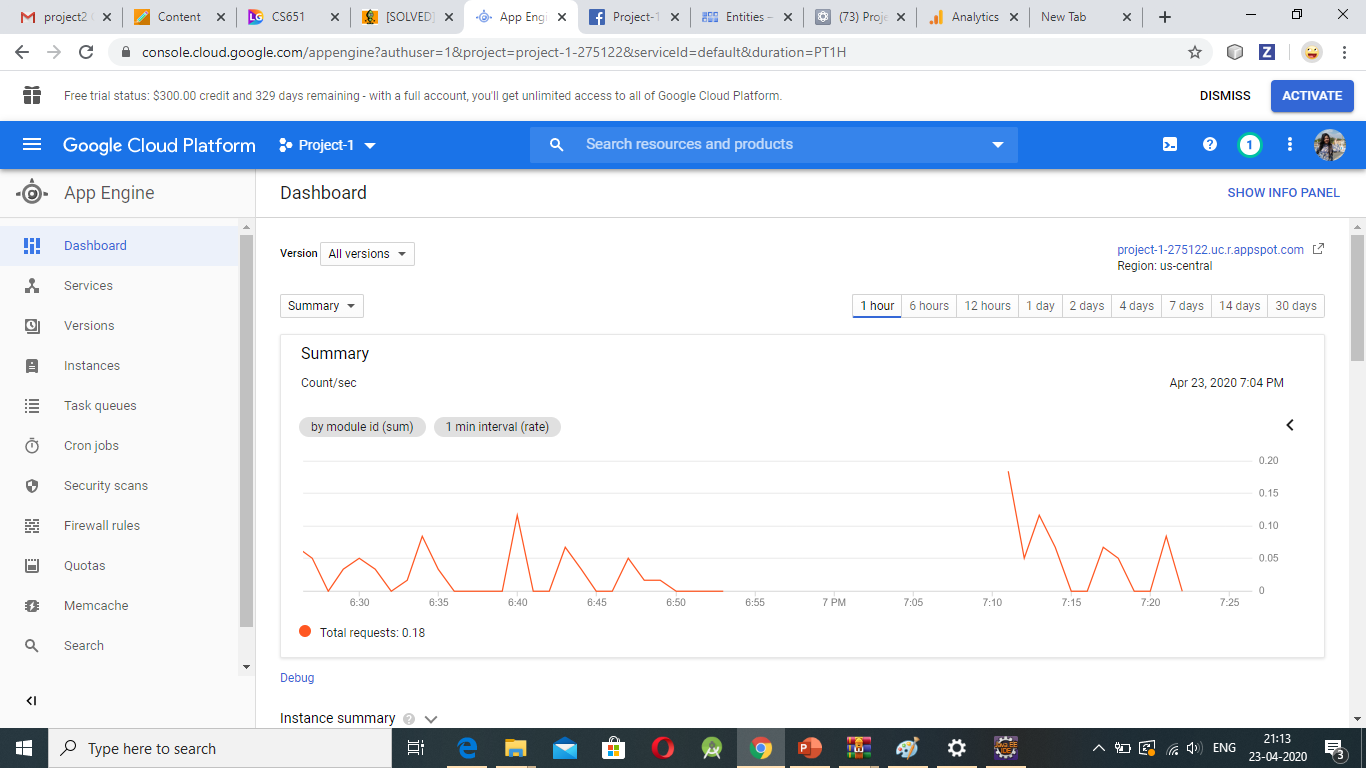 project2 Content CS651 [SOLVED] App Eng Project-1 Entities – (73) Proje Analytics New Tab
console.cloud.google.com/appengine?authuser=1&project=project-1-275122&serviceId=default&duration=PT1H
Free trial status: $300.00 credit and 329 days remaining - with a full account, you'll get unlimited access to all of Google Cloud Platform. DISMISS ACTIVATE
Google Cloud Platform Project-1 Search resources and products 1
App Engine
Dashboard SHOW INFO PANEL
Dashboard
Services
Versions
Instances
Task queues
Cron jobs
Security scans
Firewall rules
Quotas
Memcache
Search
Version All versions
project-1-275122.uc.r.appspot.com
Region: us-central
Summary
1 hour 6 hours 12 hours 1 day 2 days 4 days 7 days 14 days 30 days
Summary
Count/sec Apr 23, 2020 7:04 PM
by module id (sum) 1 min interval (rate)
0.20
0.15
0.10
0.05
0
6:30 6:35 6:40 6:45 6:50 6:55 7 PM 7:05 7:10 7:15 7:20 7:25
Total requests: 0.18
Debug
Instance summary
Type here to search
ENG
21:13
23-04-2020
3